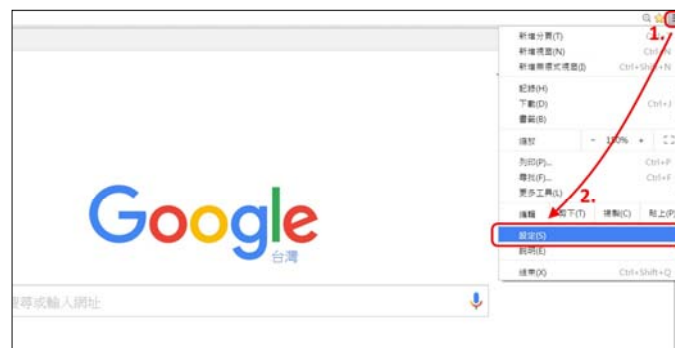 1.
新增分頁(T)
新增視窗(N) Ctrl+N
新增無痕式視窗(I) Ctrl+Shift+N
記錄(H)
下載(D) Ctrl+J
書籤(B)
縮放 - 150% +
列印(P)... Ctrl+P
尋找(F)... Ctrl+F
更多工具(L)
2.
編輯 剪下(T) 複製(C) 貼上(P)
設定(S)
說明(E)
結束(X) Ctrl+Shift+Q
Google
台灣
搜尋或輸入網址